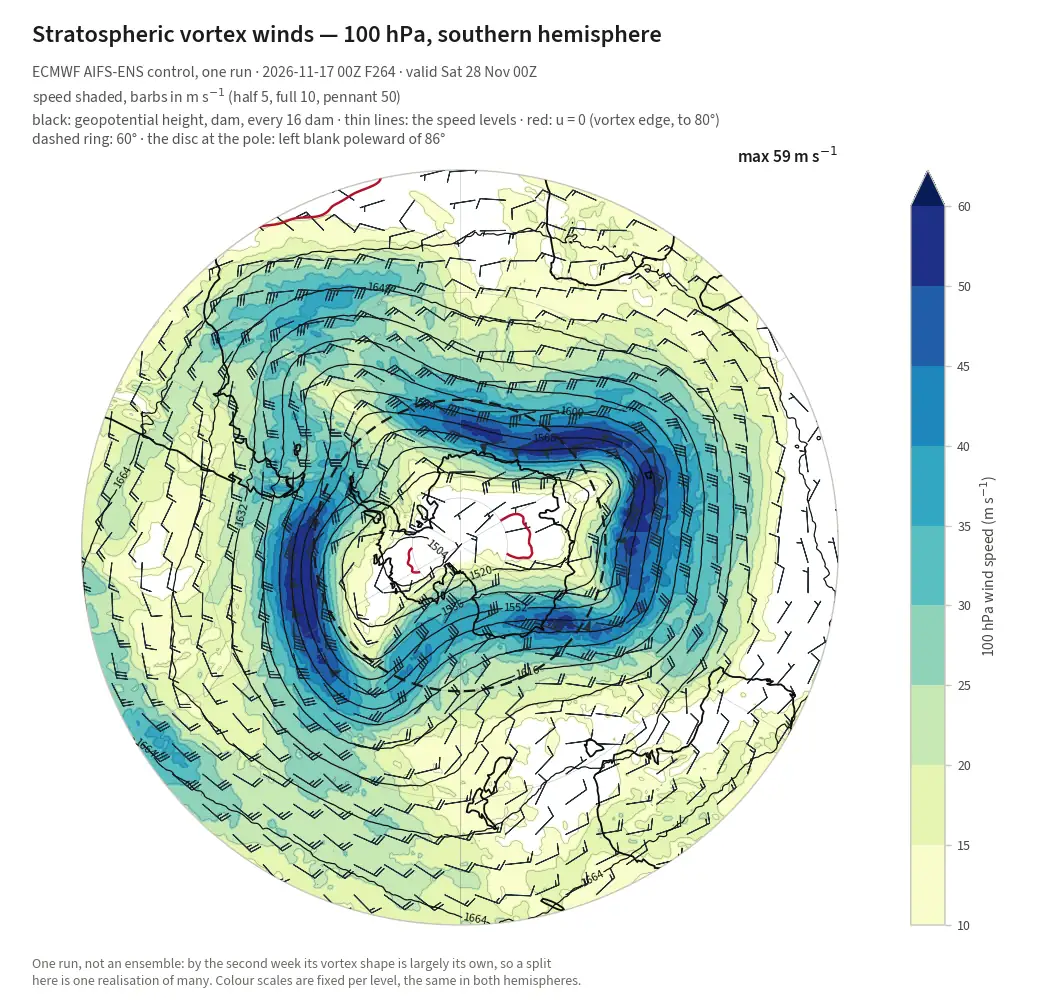 Stratospheric vortex winds — 100 hPa, southern hemisphere
ECMWF AIFS-ENS control, one run · 2026-11-17 00Z F264 · valid Sat 28 Nov 00Z
speed shaded, barbs in m s⁻¹ (half 5, full 10, pennant 50)
black: geopotential height, dam, every 16 dam · thin lines: the speed levels · red: u = 0 (vortex edge, to 80°)
dashed ring: 60° · the disc at the pole: left blank poleward of 86°
max 59 m s⁻¹
60
50
45
40
35
30
25
20
15
10
100 hPa wind speed (m s⁻¹)
1600
1664
1632
1504
1520
1552
1664
1664
1664
One run, not an ensemble: by the second week its vortex shape is largely its own, so a split
here is one realisation of many. Colour scales are fixed per level, the same in both hemispheres.